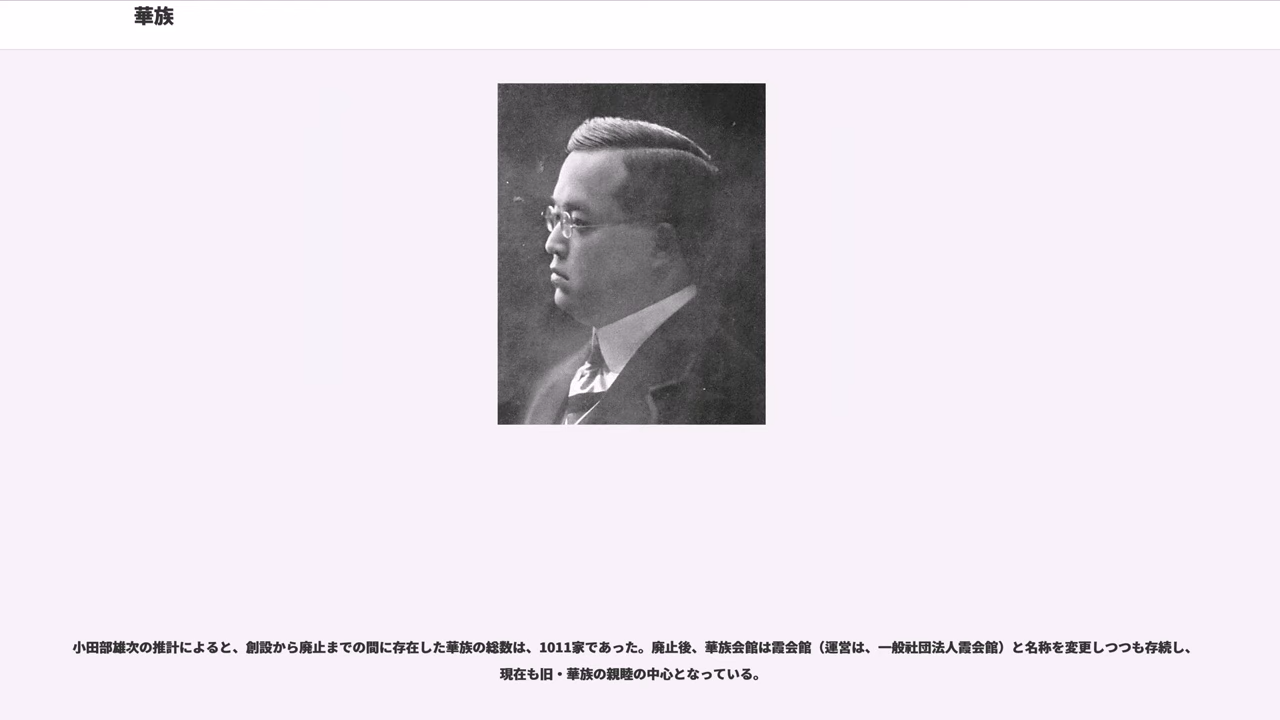 華族
小田部雄次の推計によると、創設から廃止までの間に存在した華族の総数は、1011家であった。廃止後、華族会館は霞会館（運営は、一般社団法人霞会館）と名称を変更しつつも存続し、
現在も旧・華族の親睦の中心となっている。